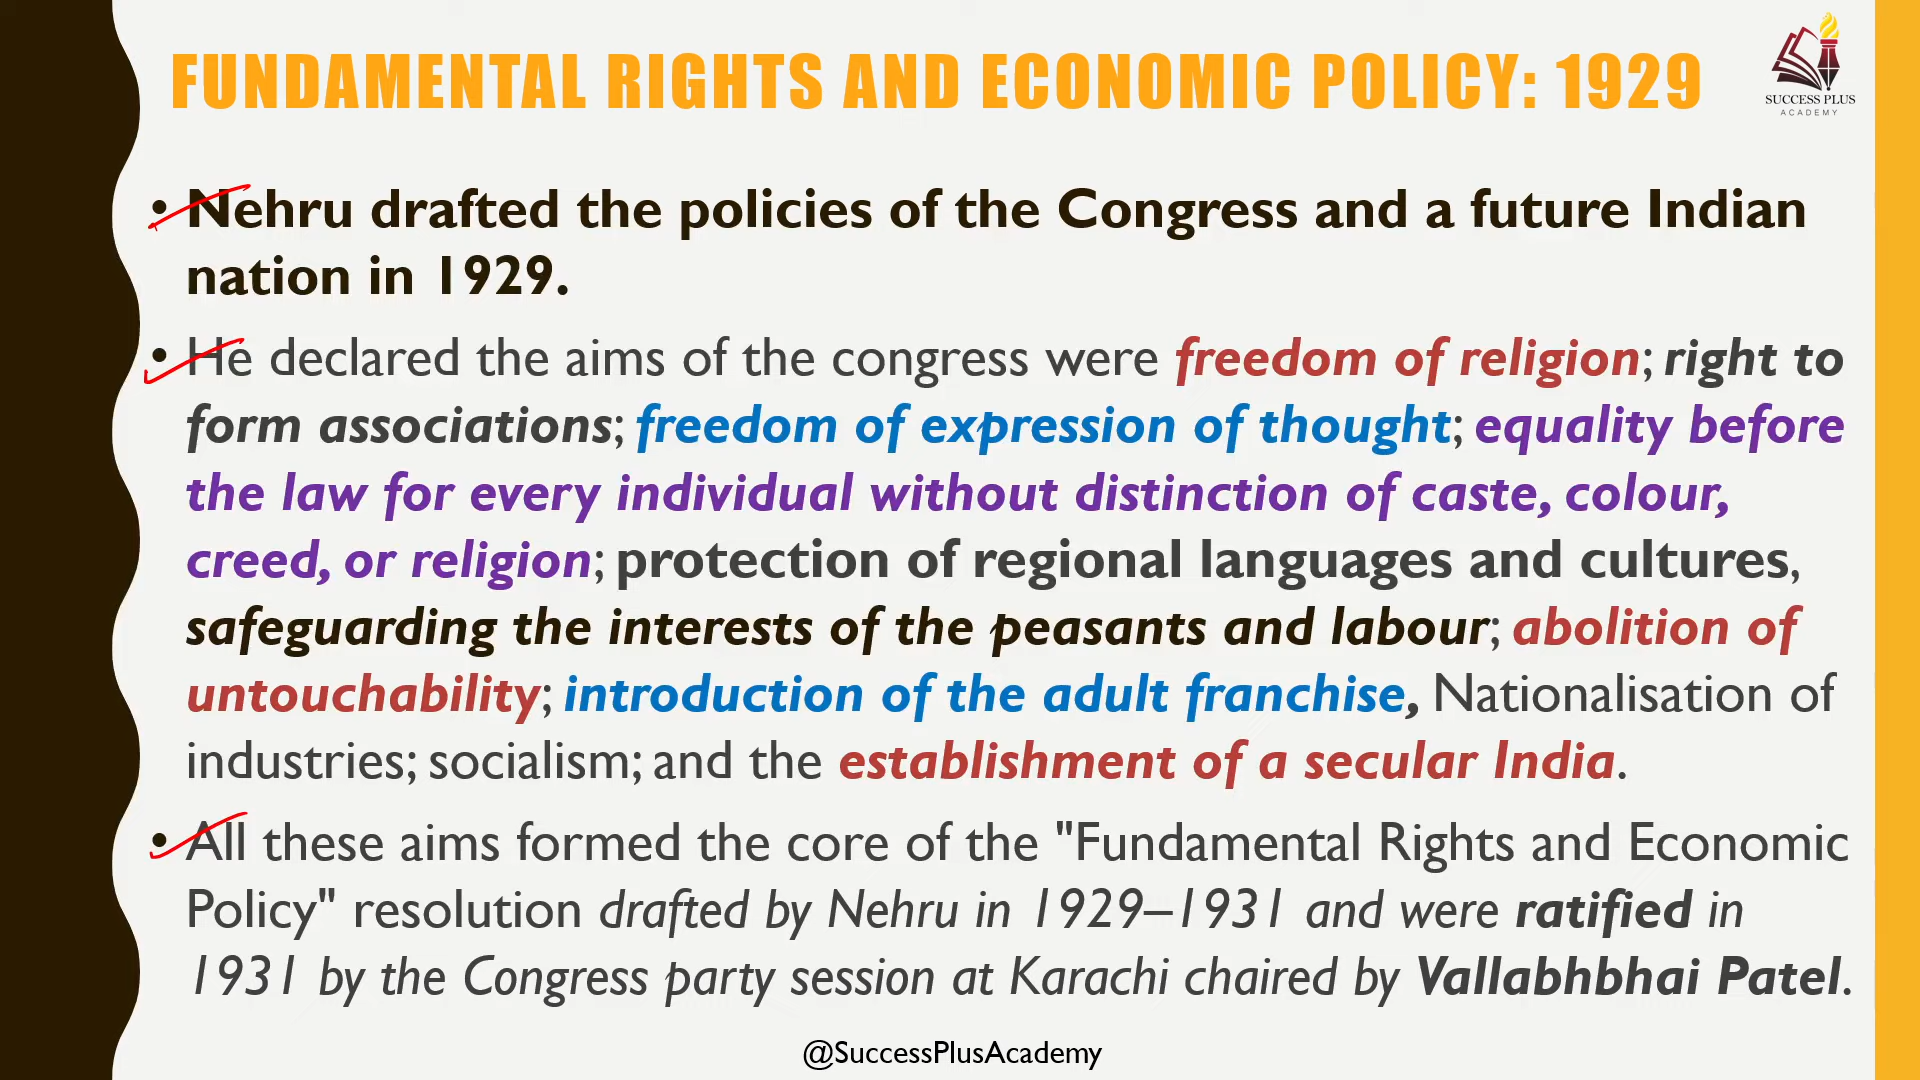 FUNDAMENTAL RIGHTS AND ECONOMIC POLICY: 1929
SUCCESS PLUS
ACADEMY
• Nehru drafted the policies of the Congress and a future Indian
nation in 1929.
• He declared the aims of the congress were freedom of religion; right to
form associations; freedom of expression of thought; equality before
the law for every individual without distinction of caste, colour,
creed, or religion; protection of regional languages and cultures,
safeguarding the interests of the peasants and labour; abolition of
untouchability; introduction of the adult franchise, Nationalisation of
industries; socialism; and the establishment of a secular India.
• All these aims formed the core of the "Fundamental Rights and Economic
Policy" resolution drafted by Nehru in 1929–1931 and were ratified in
1931 by the Congress party session at Karachi chaired by Vallabhbhai Patel.
@SuccessPlusAcademy